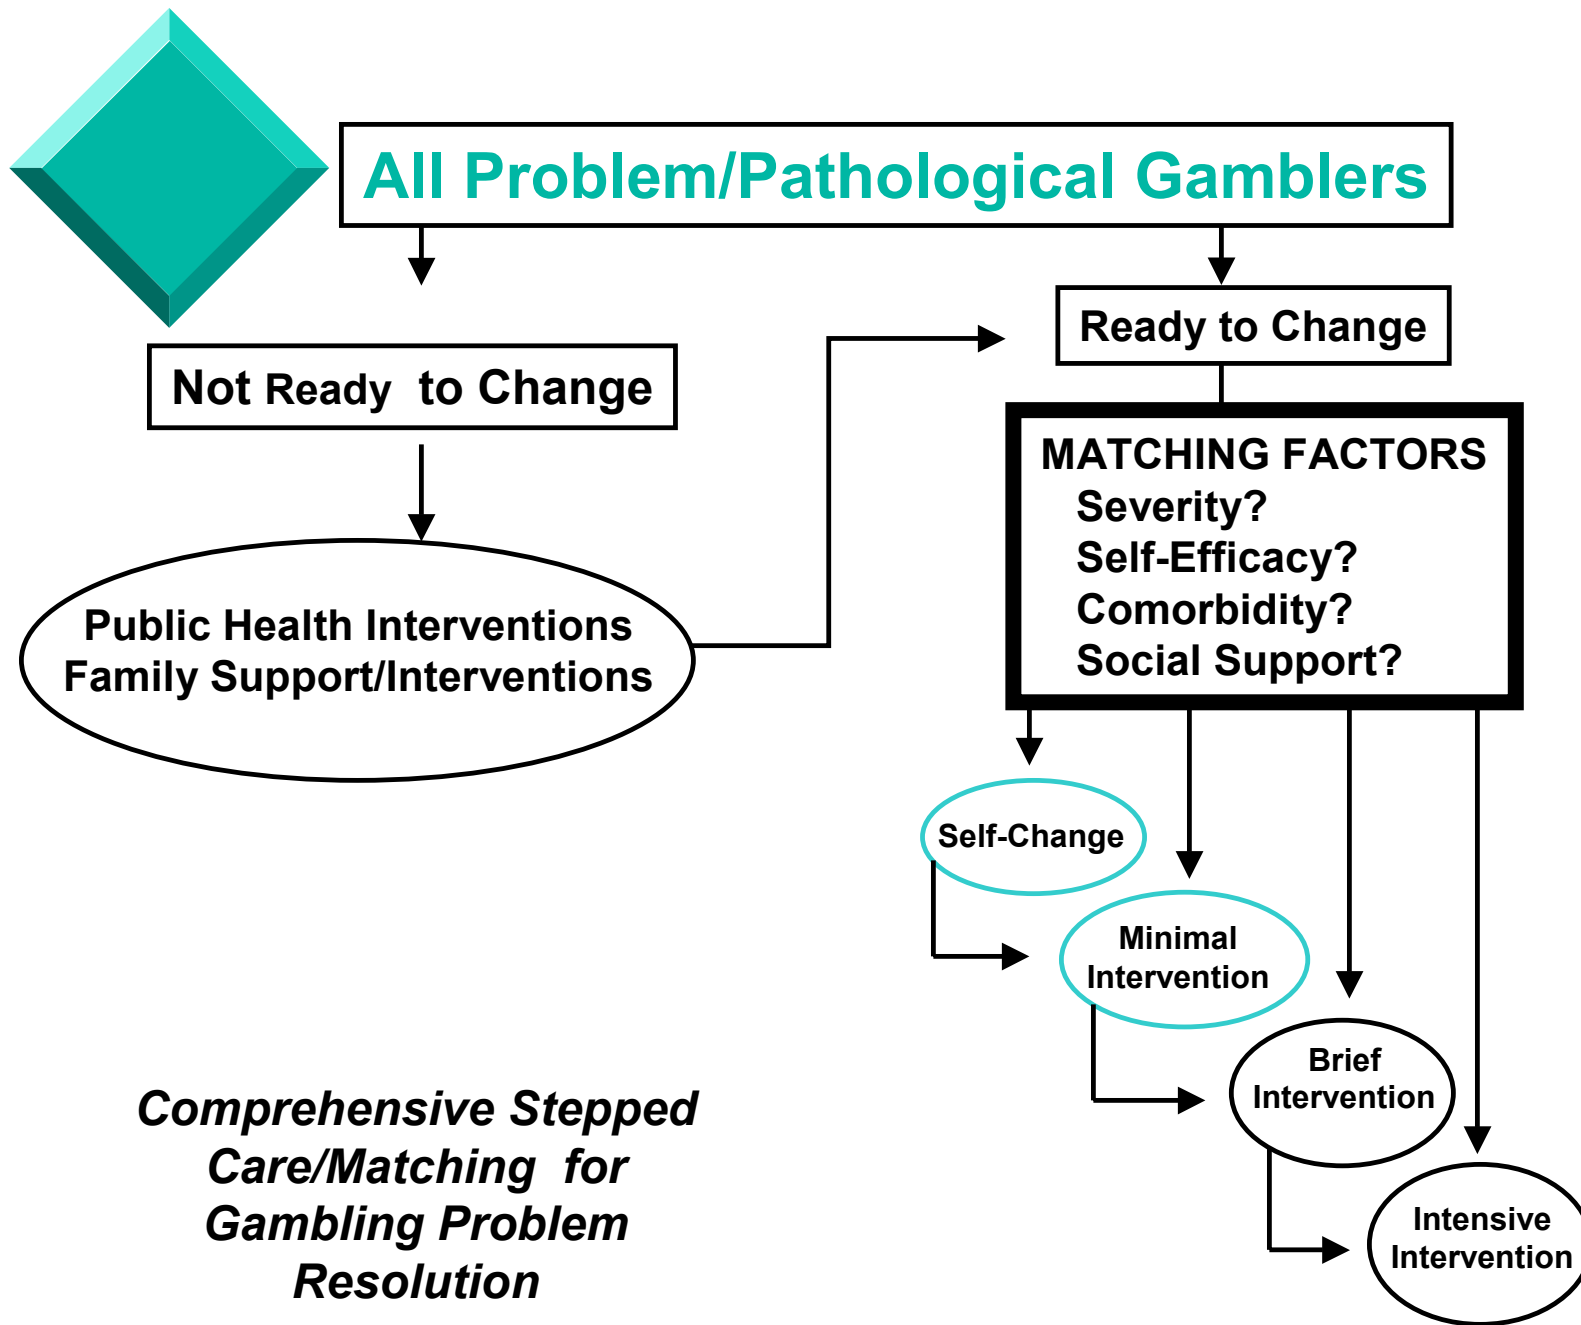 All Problem/Pathological Gamblers
Ready to Change
Not Ready to Change
MATCHING FACTORS
Severity?
Self-Efficacy?
Comorbidity?
Social Support?
Public Health Interventions
Family Support/Interventions
Self-Change
Minimal
Intervention
Brief
Intervention
Intensive
Intervention
Comprehensive Stepped
Care/Matching for
Gambling Problem
Resolution